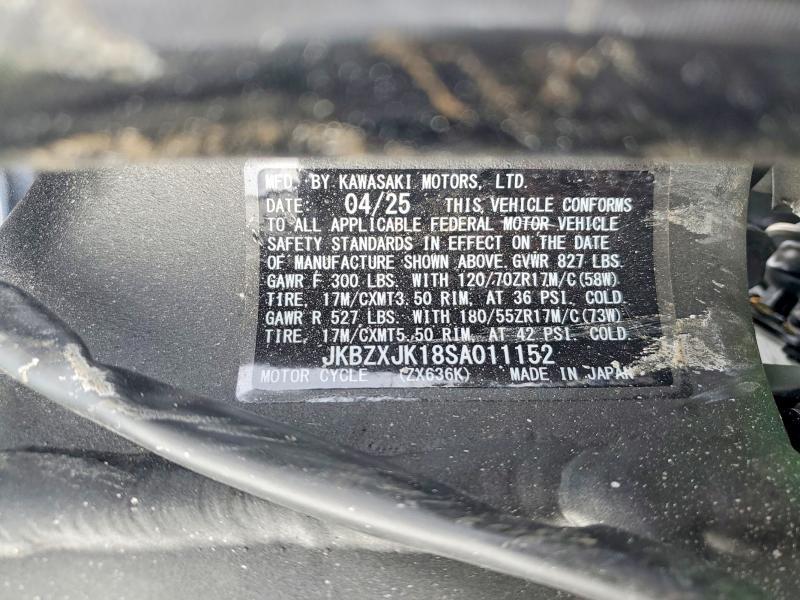 MFD. BY KAWASAKI MOTORS, LTD.
DATE: 04/25 THIS VEHICLE CONFORMS
TO ALL APPLICABLE FEDERAL MOTOR VEHICLE
SAFETY STANDARDS IN EFFECT ON THE DATE
OF MANUFACTURE SHOWN ABOVE. GVWR 827 LBS.
GAWR F 300 LBS. WITH 120/70ZR17M/C(58W)
TIRE, 17M/CXMT3.50 RIM, AT 36 PSI. COLD.
GAWR R 527 LBS. WITH 180/55ZR17M/C(73W)
TIRE, 17M/CXMT5.50 RIM, AT 42 PSI. COLD.
JKBZXJK18SA011152
MOTOR CYCLE (ZX636K) MADE IN JAPAN